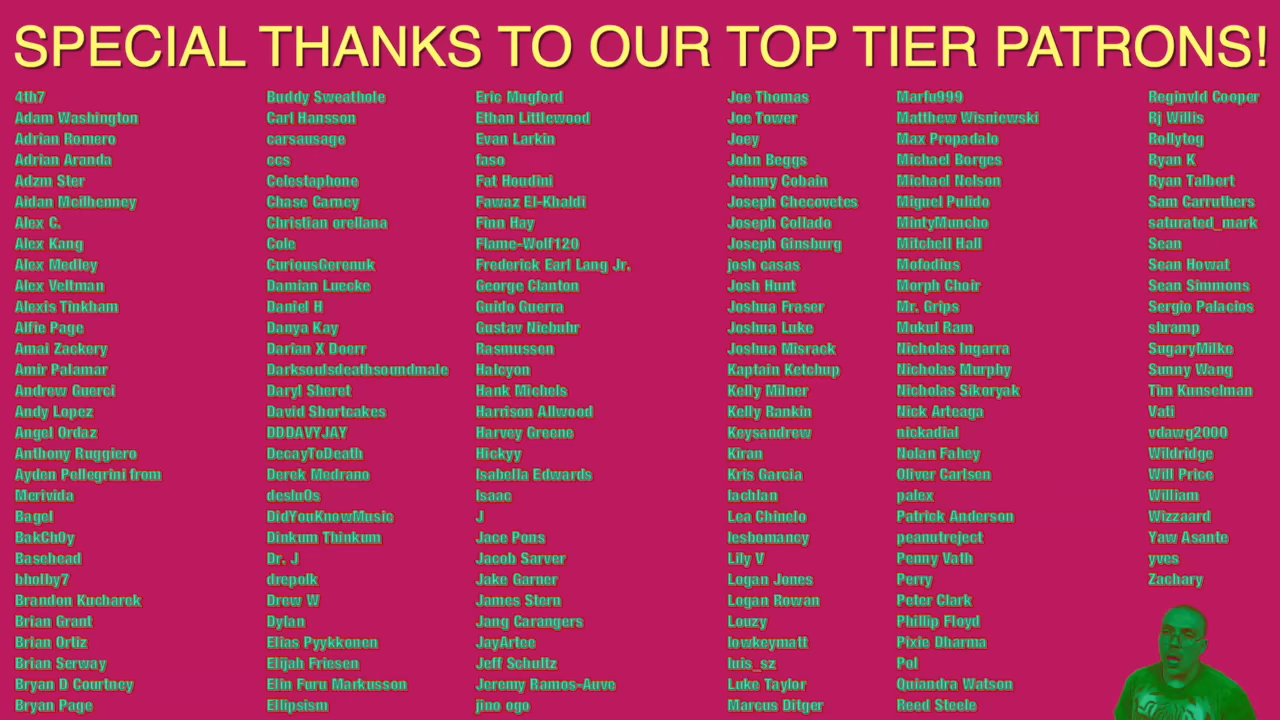 SPECIAL THANKS TO OUR TOP TIER PATRONS!
4th7
Adam Washington
Adrian Romero
Adrian Aranda
Adzm Ster
Aidan Mcilhenney
Alex C.
Alex Kang
Alex Medley
Alex Veltman
Alexis Tinkham
Alfie Page
Amai Zackery
Amir Palamar
Andrew Guerci
Andy Lopez
Angel Ordaz
Anthony Ruggiero
Ayden Pellegrini from
Merivida
Bagel
BakCh0y
Basehead
bholby7
Brandon Kucharek
Brian Grant
Brian Ortiz
Brian Serway
Bryan D Courtney
Bryan Page
Buddy Sweathole
Carl Hansson
carsausage
ccs
Celestaphone
Chase Carney
Christian orellana
Cole
CuriousGerenuk
Damian Luecke
Daniel H
Danya Kay
Darian X Doerr
Darksoulsdeathsoundmale
Daryl Sheret
David Shortcakes
DDDAVYJAY
DecayToDeath
Derek Medrano
deslu0s
DidYouKnowMusic
Dinkum Thinkum
Dr. J
drepolk
Drew W
Dylan
Elias Pyykkonen
Elijah Friesen
Elin Furu Markusson
Ellipsism
Eric Mugford
Ethan Littlewood
Evan Larkin
faso
Fat Houdini
Fawaz El-Khaldi
Finn Hay
Flame-Wolf120
Frederick Earl Lang Jr.
George Clanton
Guido Guerra
Gustav Niebuhr
Rasmussen
Halcyon
Hank Michels
Harrison Allwood
Harvey Greene
Hickyy
Isabella Edwards
Isaac
J
Jace Pons
Jacob Sarver
Jake Garner
James Stern
Jang Carangers
JayArtee
Jeff Schultz
Jeremy Ramos-Auve
jino ogo
Joe Thomas
Joe Tower
Joey
John Beggs
Johnny Cobain
Joseph Checovetes
Joseph Collado
Joseph Ginsburg
josh casas
Josh Hunt
Joshua Fraser
Joshua Luke
Joshua Misrack
Kaptain Ketchup
Kelly Milner
Kelly Rankin
Keysandrew
Kiran
Kris Garcia
lachlan
Lea Chinelo
lesbomancy
Lily V
Logan Jones
Logan Rowan
Louzy
lowkeymatt
luis_sz
Luke Taylor
Marcus Ditger
Marfu999
Matthew Wisniewski
Max Propadalo
Michael Borges
Michael Nelson
Miguel Pulido
MintyMuncho
Mitchell Hall
Mofodius
Morph Choir
Mr. Grips
Mukul Ram
Nicholas Ingarra
Nicholas Murphy
Nicholas Sikoryak
Nick Arteaga
nickadial
Nolan Fahey
Oliver Carlsen
palex
Patrick Anderson
peanutreject
Penny Vath
Perry
Peter Clark
Phillip Floyd
Pixie Dharma
Pol
Quiandra Watson
Reed Steele
Reginvld Cooper
Rj Willis
Rollytog
Ryan K
Ryan Talbert
Sam Carruthers
saturated_mark
Sean
Sean Howat
Sean Simmons
Sergio Palacios
shramp
SugaryMilke
Sunny Wang
Tim Kunselman
Vati
vdawg2000
Wildridge
Will Price
William
Wizzaard
Yaw Asante
yves
Zachary